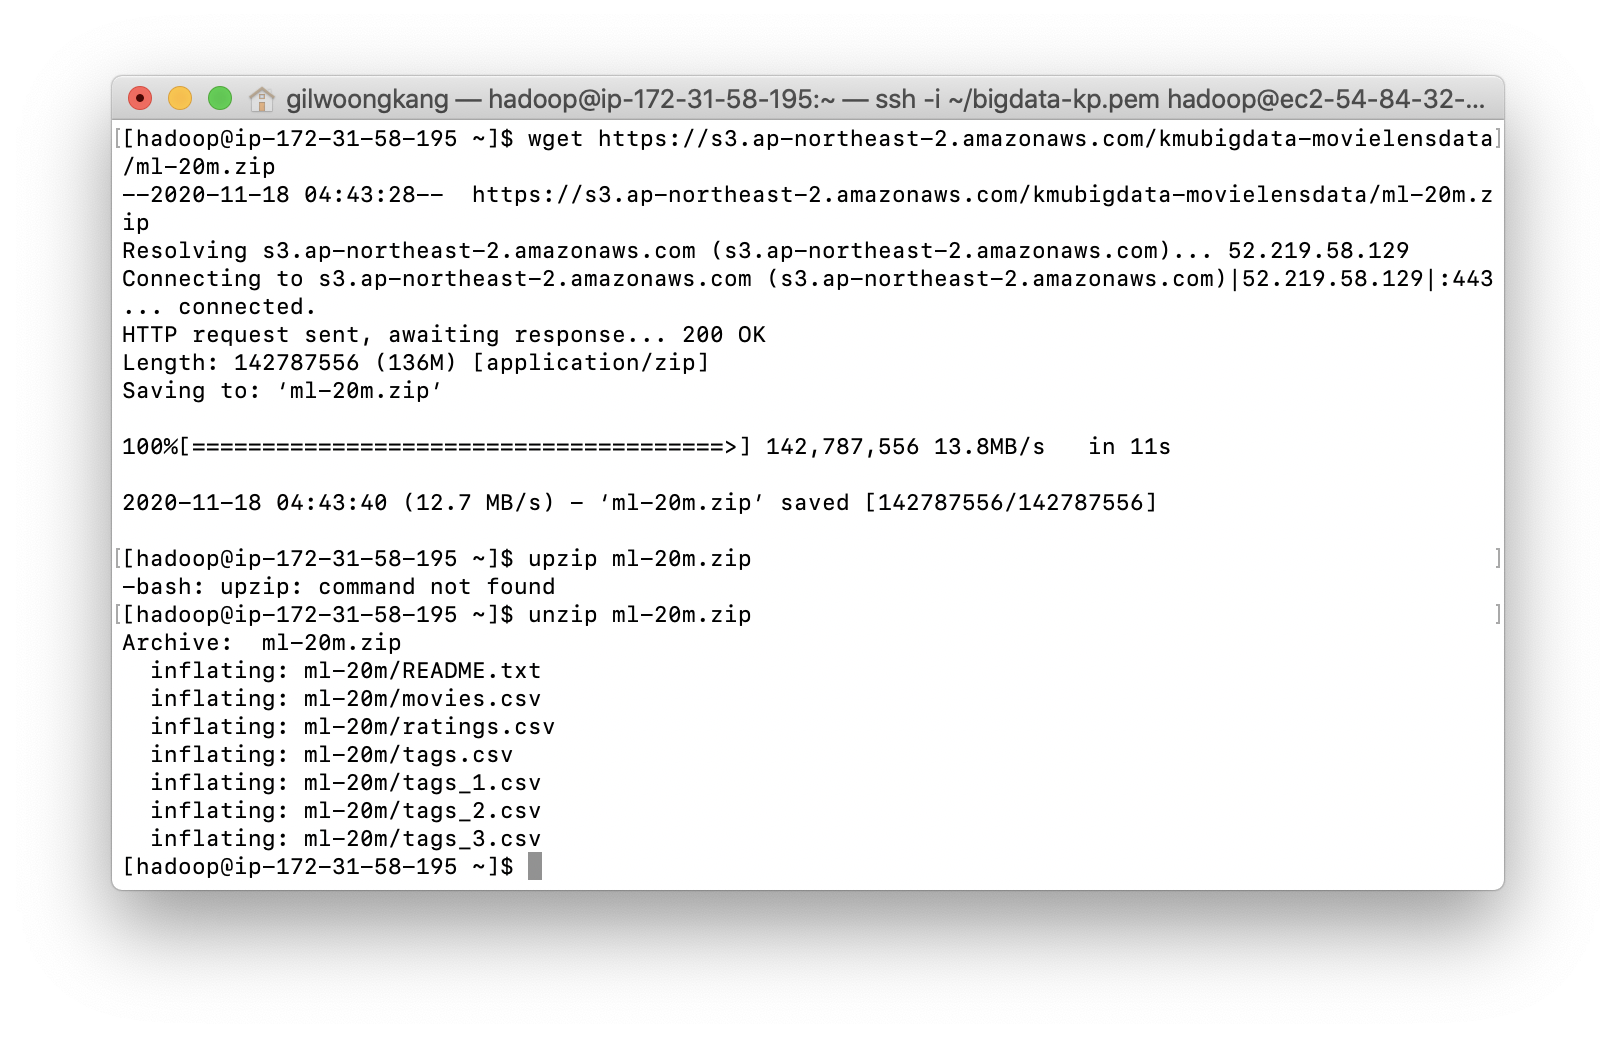 gilwoongkang — hadoop@ip-172-31-58-195:~ — ssh -i ~/bigdata-kp.pem hadoop@ec2-54-84-32-...
[[hadoop@ip-172-31-58-195 ~]$ wget https://s3.ap-northeast-2.amazonaws.com/kmubigdata-movielensdata]
/ml-20m.zip
--2020-11-18 04:43:28--  https://s3.ap-northeast-2.amazonaws.com/kmubigdata-movielensdata/ml-20m.z
ip
Resolving s3.ap-northeast-2.amazonaws.com (s3.ap-northeast-2.amazonaws.com)... 52.219.58.129
Connecting to s3.ap-northeast-2.amazonaws.com (s3.ap-northeast-2.amazonaws.com)|52.219.58.129|:443
... connected.
HTTP request sent, awaiting response... 200 OK
Length: 142787556 (136M) [application/zip]
Saving to: ‘ml-20m.zip’
100%[======================================>] 142,787,556 13.8MB/s   in 11s
2020-11-18 04:43:40 (12.7 MB/s) - ‘ml-20m.zip’ saved [142787556/142787556]
[[hadoop@ip-172-31-58-195 ~]$ upzip ml-20m.zip ]
-bash: upzip: command not found
[[hadoop@ip-172-31-58-195 ~]$ unzip ml-20m.zip ]
Archive:  ml-20m.zip
  inflating: ml-20m/README.txt
  inflating: ml-20m/movies.csv
  inflating: ml-20m/ratings.csv
  inflating: ml-20m/tags.csv
  inflating: ml-20m/tags_1.csv
  inflating: ml-20m/tags_2.csv
  inflating: ml-20m/tags_3.csv
[hadoop@ip-172-31-58-195 ~]$